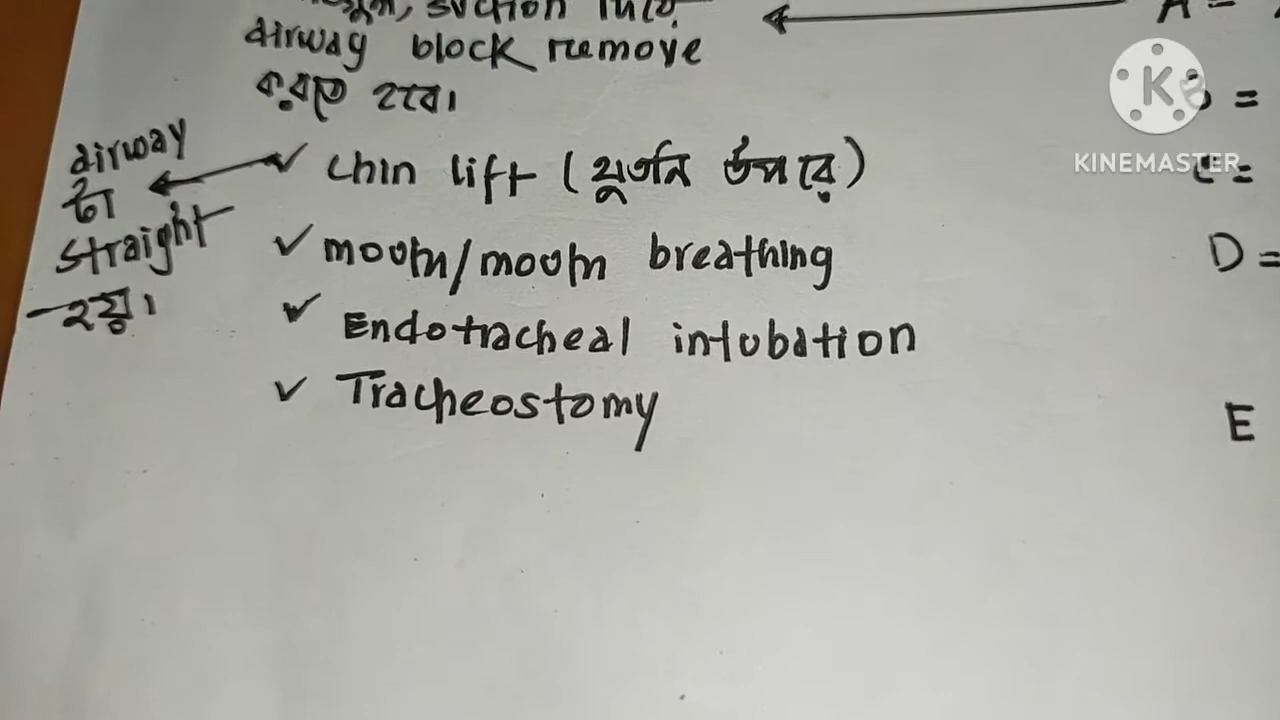 suction
airway block remove
করতে হবে।
airway
টা
straight
হয়।
✓ chin lift (থুতনি উপরে)
✓ mouth/mouth breathing
✓ Endotracheal intubation
✓ Tracheostomy
A =
=
C =
D =
E
KINEMASTER